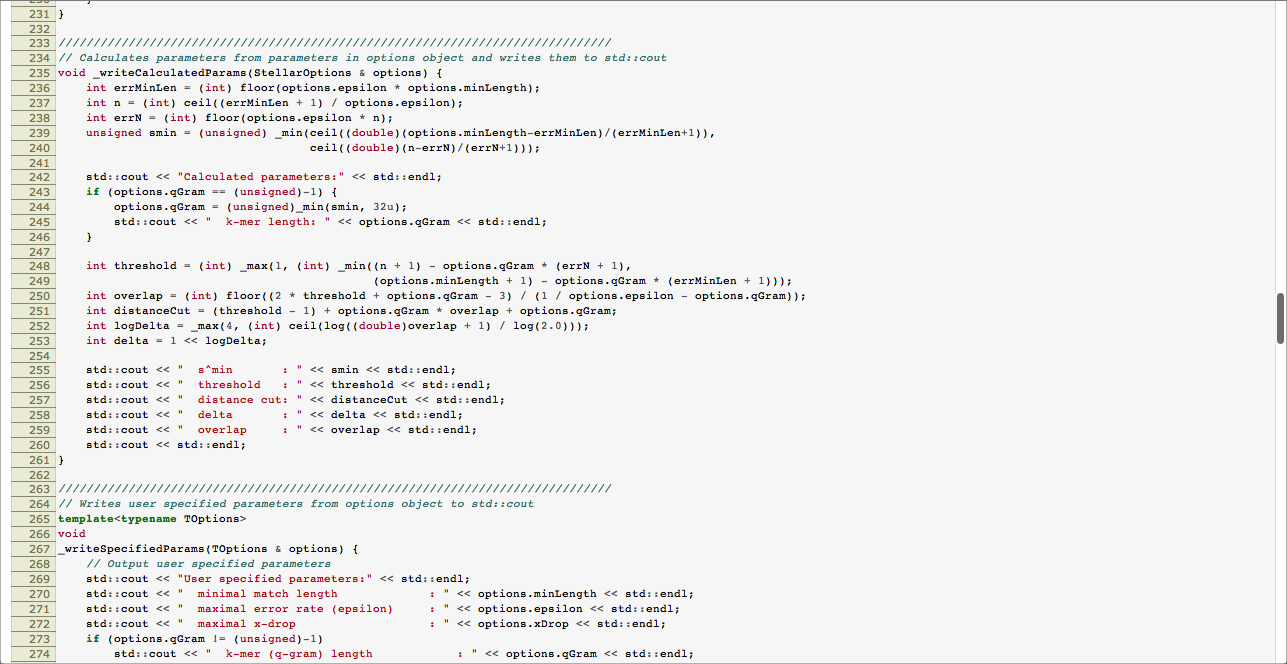 231 }
232
233 ///////////////////////////////////////////////////////////////////////////////
234 // Calculates parameters from parameters in options object and writes them to std::cout
235 void _writeCalculatedParams(StellarOptions & options) {
236     int errMinLen = (int) floor(options.epsilon * options.minLength);
237     int n = (int) ceil((errMinLen + 1) / options.epsilon);
238     int errN = (int) floor(options.epsilon * n);
239     unsigned smin = (unsigned) _min(ceil((double)(options.minLength-errMinLen)/(errMinLen+1)),
240                                     ceil((double)(n-errN)/(errN+1)));
241
242     std::cout << "Calculated parameters:" << std::endl;
243     if (options.qGram == (unsigned)-1) {
244         options.qGram = (unsigned)_min(smin, 32u);
245         std::cout << "  k-mer length: " << options.qGram << std::endl;
246     }
247
248     int threshold = (int) _max(1, (int) _min((n + 1) - options.qGram * (errN + 1),
249                                              (options.minLength + 1) - options.qGram * (errMinLen + 1)));
250     int overlap = (int) floor((2 * threshold + options.qGram - 3) / (1 / options.epsilon - options.qGram));
251     int distanceCut = (threshold - 1) + options.qGram * overlap + options.qGram;
252     int logDelta = _max(4, (int) ceil(log((double)overlap + 1) / log(2.0)));
253     int delta = 1 << logDelta;
254
255     std::cout << "  s^min       : " << smin << std::endl;
256     std::cout << "  threshold   : " << threshold << std::endl;
257     std::cout << "  distance cut: " << distanceCut << std::endl;
258     std::cout << "  delta       : " << delta << std::endl;
259     std::cout << "  overlap     : " << overlap << std::endl;
260     std::cout << std::endl;
261 }
262
263 ///////////////////////////////////////////////////////////////////////////////
264 // Writes user specified parameters from options object to std::cout
265 template<typename TOptions>
266 void
267 _writeSpecifiedParams(TOptions & options) {
268     // Output user specified parameters
269     std::cout << "User specified parameters:" << std::endl;
270     std::cout << "  minimal match length             : " << options.minLength << std::endl;
271     std::cout << "  maximal error rate (epsilon)     : " << options.epsilon << std::endl;
272     std::cout << "  maximal x-drop                   : " << options.xDrop << std::endl;
273     if (options.qGram != (unsigned)-1)
274         std::cout << "  k-mer (q-gram) length            : " << options.qGram << std::endl;